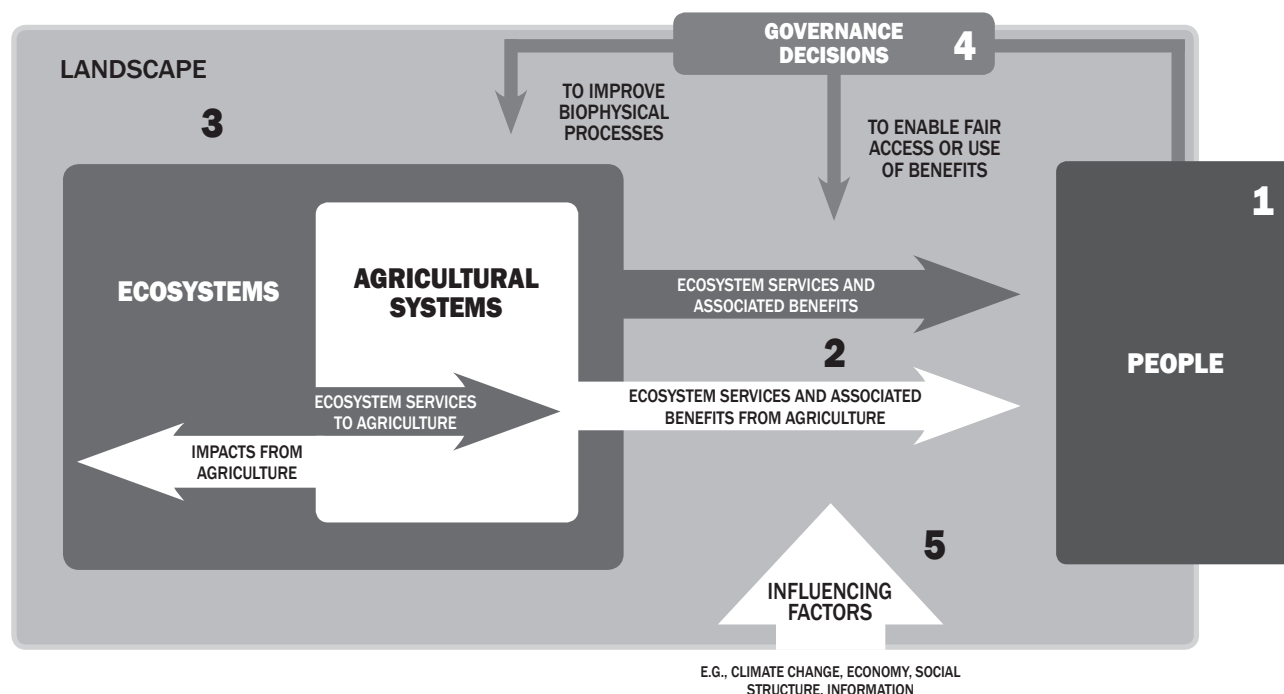 GOVERNANCE
DECISIONS
4
LANDSCAPE
3
TO IMPROVE
BIOPHYSICAL
PROCESSES
TO ENABLE FAIR
ACCESS OR USE
OF BENEFITS
1
ECOSYSTEMS
AGRICULTURAL
SYSTEMS
ECOSYSTEM SERVICES AND
ASSOCIATED BENEFITS
2
PEOPLE
ECOSYSTEM SERVICES
TO AGRICULTURE
ECOSYSTEM SERVICES AND ASSOCIATED
BENEFITS FROM AGRICULTURE
IMPACTS FROM
AGRICULTURE
5
INFLUENCING
FACTORS
E.G., CLIMATE CHANGE, ECONOMY, SOCIAL
STRUCTURE, INFORMATION